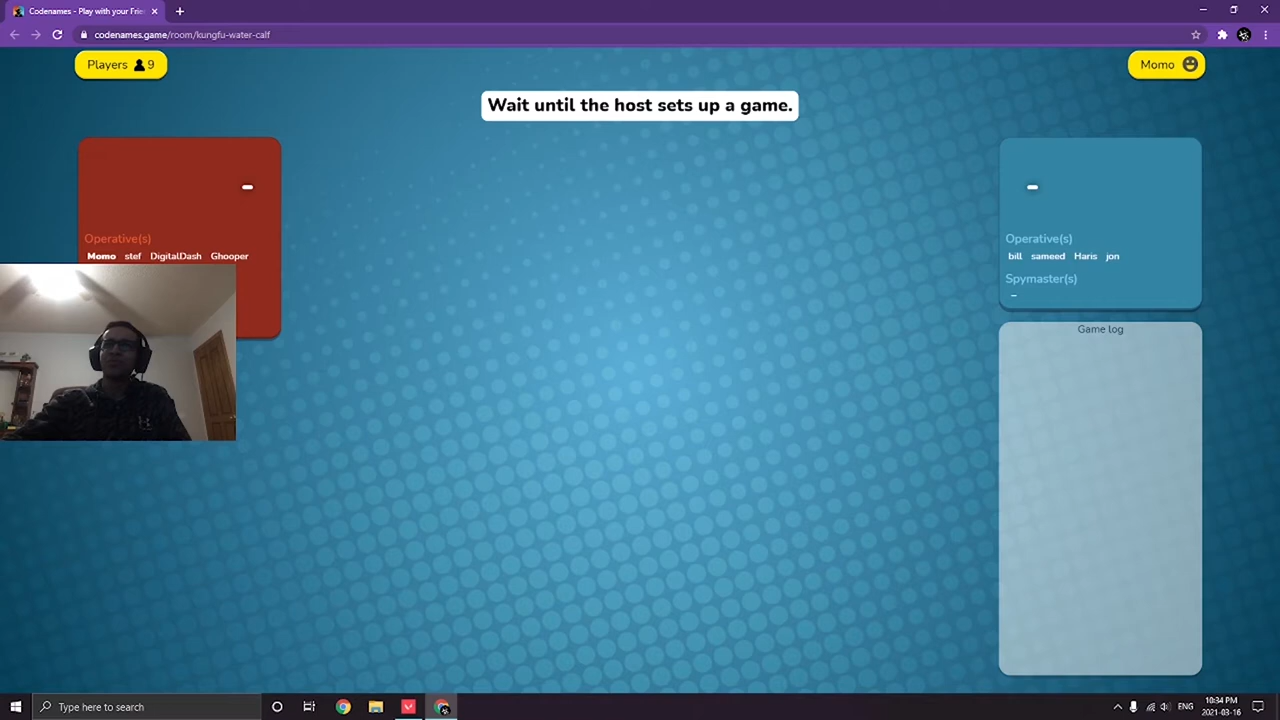 Codenames - Play with your Frie
codenames.game/room/kungfu-water-calf
Players 9
Momo
Wait until the host sets up a game.
-
Operative(s)
Momo stef DigitalDash Ghooper
-
Operative(s)
bill sameed Haris jon
Spymaster(s)
-
Game log
Type here to search
ENG
10:34 PM
2021-03-16